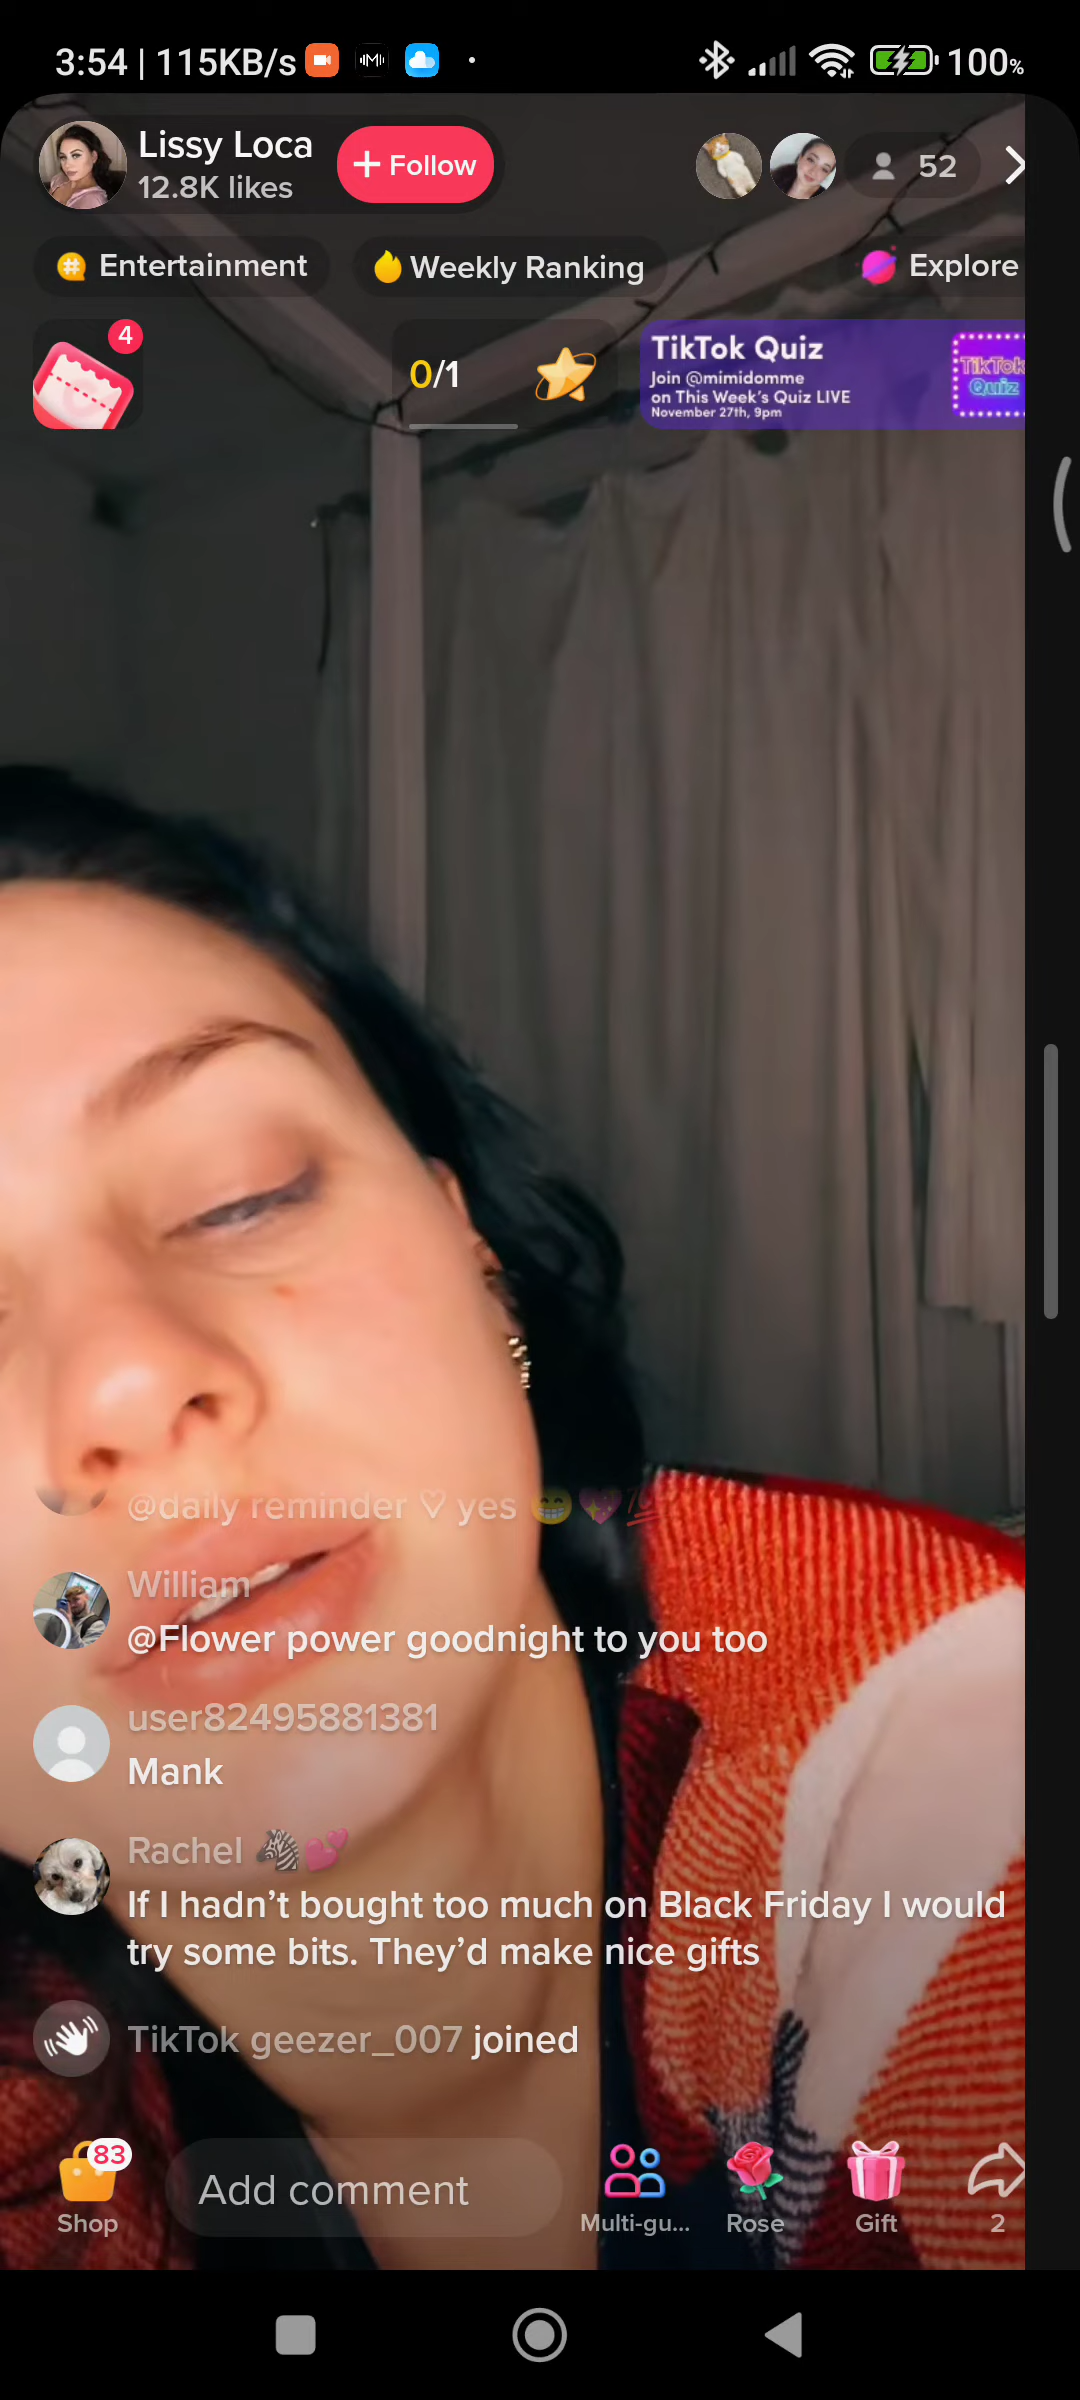 3:54 | 115KB/s
100%
Lissy Loca
12.8K likes
+ Follow
52
Entertainment
Weekly Ranking
Explore
4
0/1
TikTok Quiz
Join @mimidomme
on This Week's Quiz LIVE
November 27th, 9pm
TikTok
Quiz
@daily reminder ♡ yes 😁💖💯
William
@Flower power goodnight to you too
user82495881381
Mank
Rachel 🦓💕
If I hadn't bought too much on Black Friday I would
try some bits. They'd make nice gifts
TikTok geezer_007 joined
83
Shop
Add comment
Multi-gu...
Rose
Gift
2